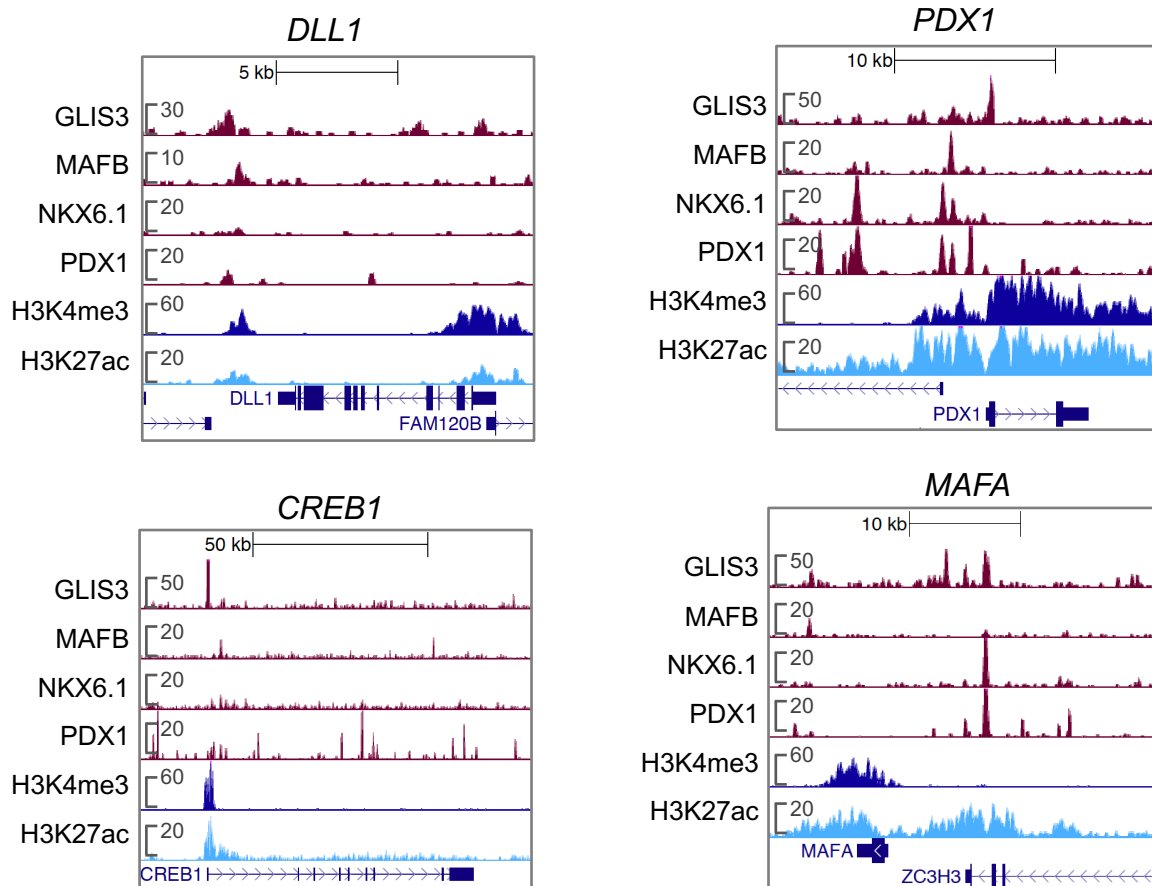 DLL1
5 kb
GLIS3 30
MAFB 10
NKX6.1 20
PDX1 20
H3K4me3 60
H3K27ac 20
DLL1
FAM120B
PDX1
10 kb
GLIS3 50
MAFB 20
NKX6.1 20
PDX1 20
H3K4me3 60
H3K27ac 20
PDX1
CREB1
50 kb
GLIS3 50
MAFB 20
NKX6.1 20
PDX1 20
H3K4me3 60
H3K27ac 20
CREB1
MAFA
10 kb
GLIS3 50
MAFB 20
NKX6.1 20
PDX1 20
H3K4me3 60
H3K27ac 20
MAFA
ZC3H3